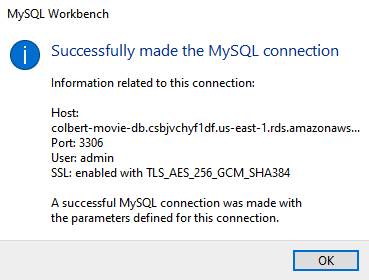 MySQL Workbench
Successfully made the MySQL connection
Information related to this connection:
Host:
colbert-movie-db.csbjvchyf1df.us-east-1.rds.amazonaws...
Port: 3306
User: admin
SSL: enabled with TLS_AES_256_GCM_SHA384
A successful MySQL connection was made with
the parameters defined for this connection.
OK